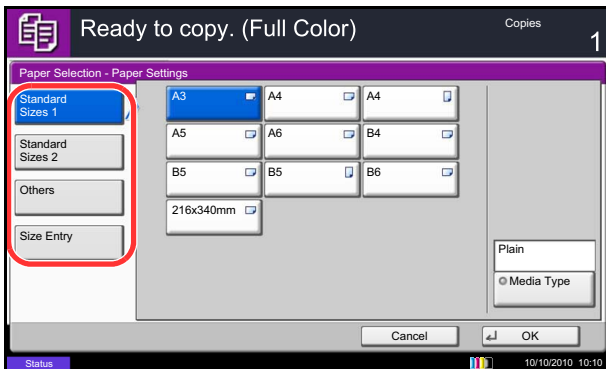 Ready to copy. (Full Color)
Copies
1
Paper Selection - Paper Settings
Standard
Sizes 1
Standard
Sizes 2
Others
Size Entry
A3
A4
A4
A5
A6
B4
B5
B5
B6
216x340mm
Plain
Media Type
Cancel
OK
Status
10/10/2010 10:10